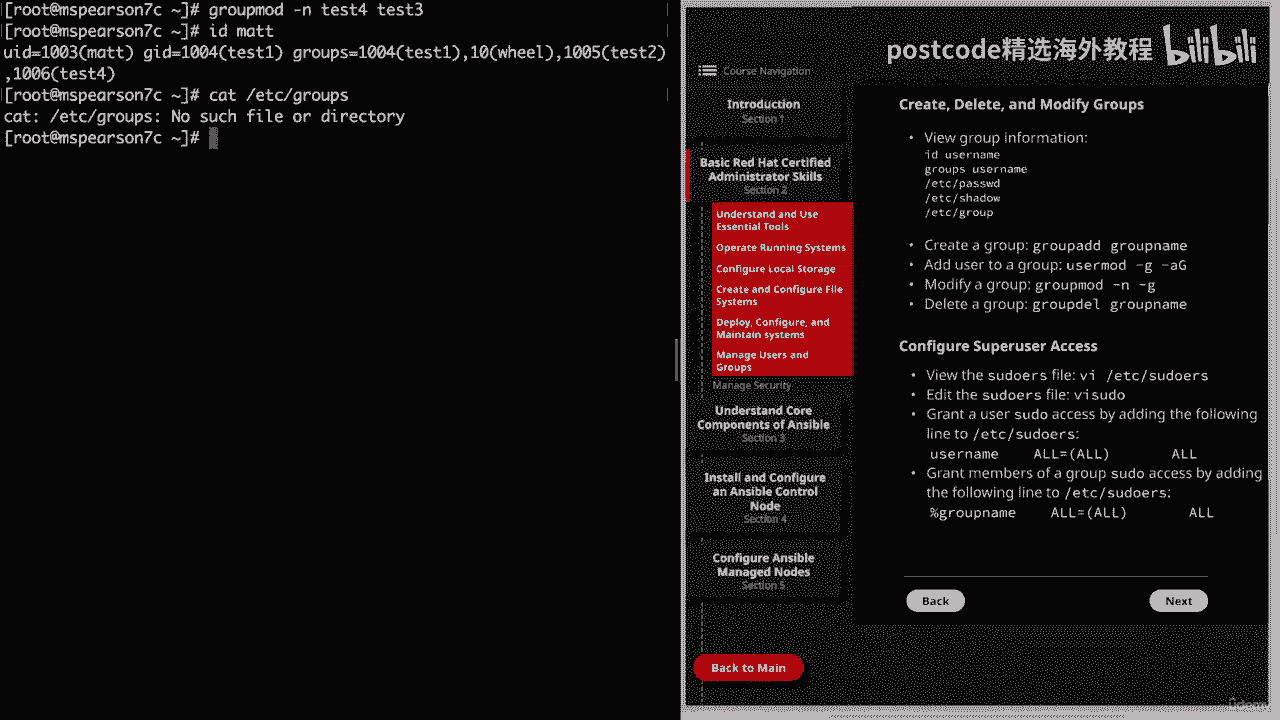 [root@mspearson7c ~]# groupmod -n test4 test3
[root@mspearson7c ~]# id matt
uid=1003(matt) gid=1004(test1) groups=1004(test1),10(wheel),1005(test2)
,1006(test4)
[root@mspearson7c ~]# cat /etc/groups
cat: /etc/groups: No such file or directory
[root@mspearson7c ~]#
postcode精选海外教程 bilibili
Course Navigation
Introduction
Section 1
Basic Red Hat Certified
Administrator Skills
Section 2
Understand and Use
Essential Tools
Operate Running Systems
Configure Local Storage
Create and Configure File
Systems
Deploy, Configure, and
Maintain systems
Manage Users and
Groups
Manage Security
Understand Core
Components of Ansible
Section 3
Install and Configure
an Ansible Control
Node
Section 4
Configure Ansible
Managed Nodes
Section 5
Back to Main
Create, Delete, and Modify Groups
• View group information:
id username
groups username
/etc/passwd
/etc/shadow
/etc/group
• Create a group: groupadd groupname
• Add user to a group: usermod -g -aG
• Modify a group: groupmod -n -g
• Delete a group: groupdel groupname
Configure Superuser Access
• View the sudoers file: vi /etc/sudoers
• Edit the sudoers file: visudo
• Grant a user sudo access by adding the following
line to /etc/sudoers:
username ALL=(ALL) ALL
• Grant members of a group sudo access by adding
the following line to /etc/sudoers:
%groupname ALL=(ALL) ALL
Back
Next
Udemy